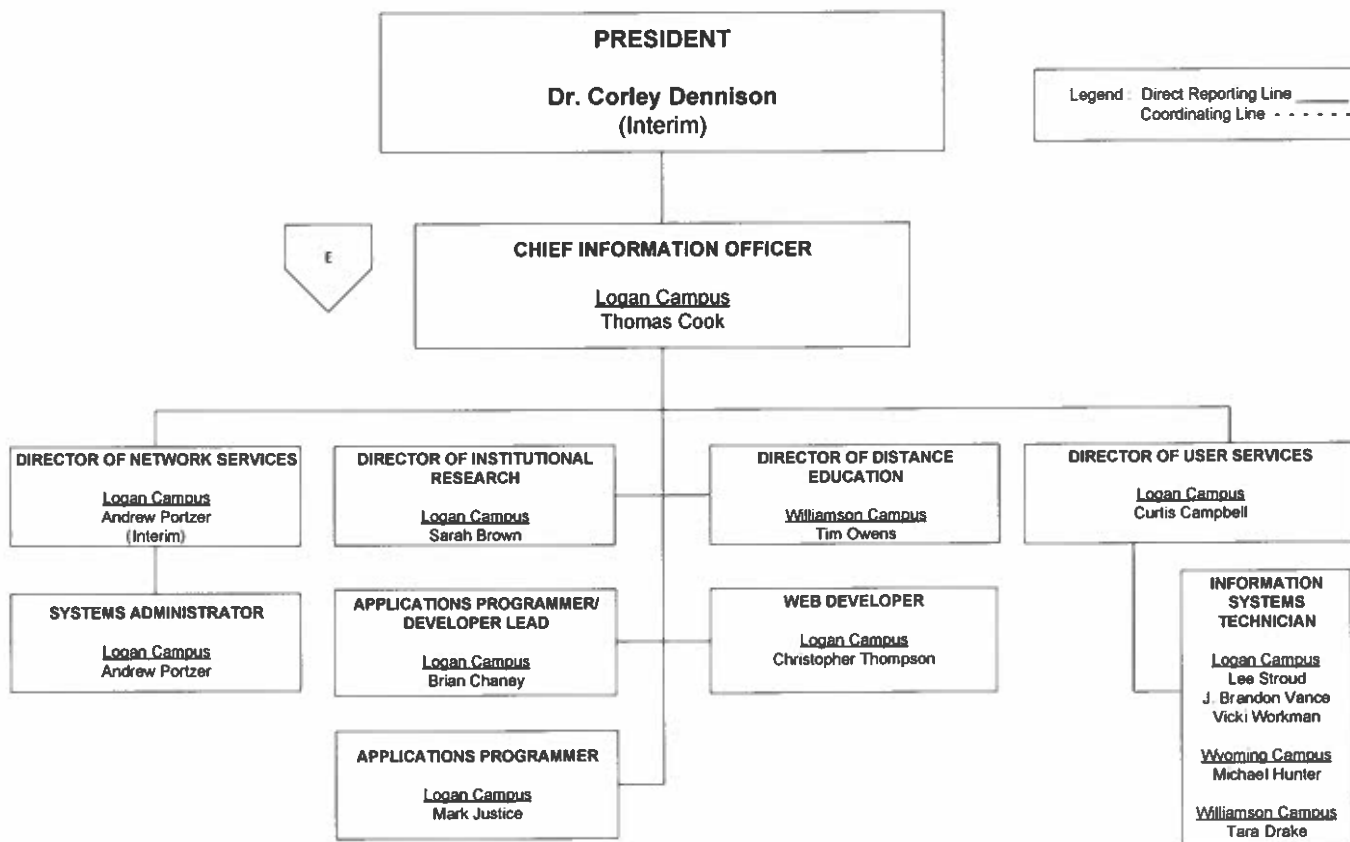 PRESIDENT
Dr. Corley Dennison
(Interim)
Legend : Direct Reporting Line
Coordinating Line
E
CHIEF INFORMATION OFFICER
Logan Campus
Thomas Cook
DIRECTOR OF NETWORK SERVICES
Logan Campus
Andrew Portzer
(Interim)
DIRECTOR OF INSTITUTIONAL
RESEARCH
Logan Campus
Sarah Brown
DIRECTOR OF DISTANCE
EDUCATION
Williamson Campus
Tim Owens
DIRECTOR OF USER SERVICES
Logan Campus
Curtis Campbell
SYSTEMS ADMINISTRATOR
Logan Campus
Andrew Portzer
APPLICATIONS PROGRAMMER/
DEVELOPER LEAD
Logan Campus
Brian Chaney
WEB DEVELOPER
Logan Campus
Christopher Thompson
INFORMATION
SYSTEMS
TECHNICIAN
Logan Campus
Lee Stroud
J. Brandon Vance
Vicki Workman
Wyoming Campus
Michael Hunter
Williamson Campus
Tara Drake
APPLICATIONS PROGRAMMER
Logan Campus
Mark Justice